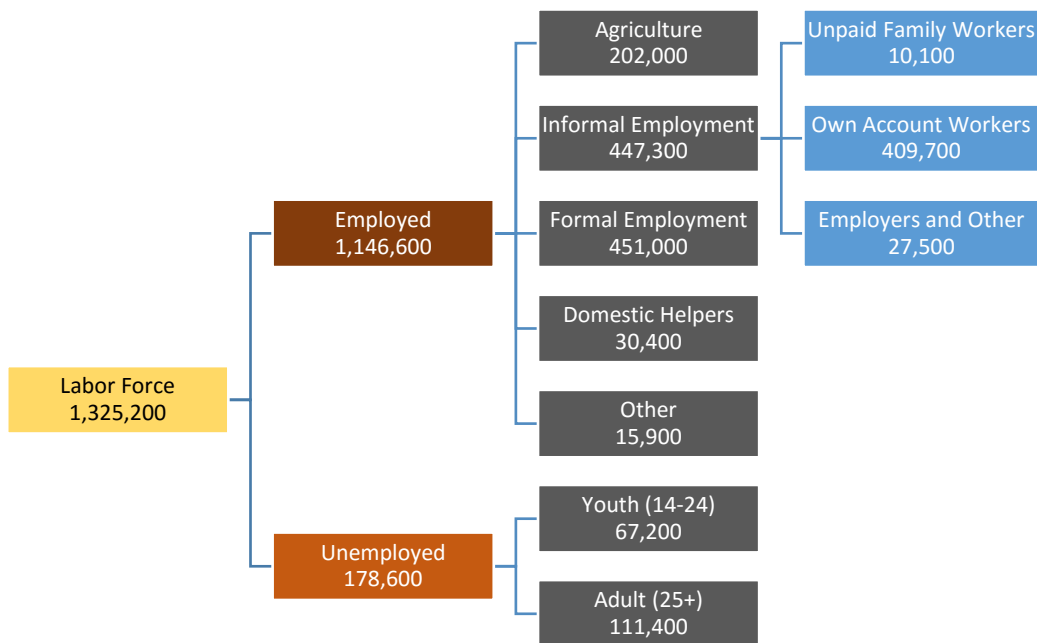 Labor Force
1,325,200
Employed
1,146,600
Unemployed
178,600
Agriculture
202,000
Informal Employment
447,300
Formal Employment
451,000
Domestic Helpers
30,400
Other
15,900
Youth (14-24)
67,200
Adult (25+)
111,400
Unpaid Family Workers
10,100
Own Account Workers
409,700
Employers and Other
27,500